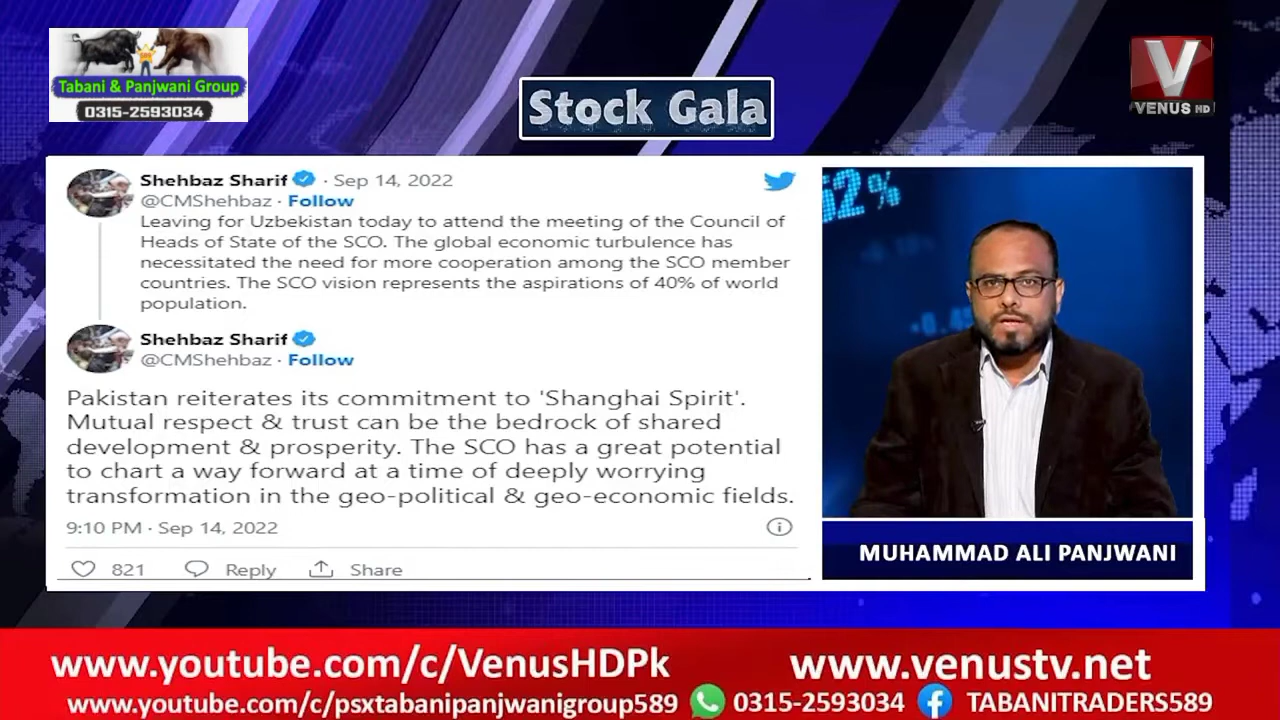 Tabani & Panjwani Group
0315-2593034
Stock Gala
V
VENUS HD
Shehbaz Sharif · Sep 14, 2022
@CMShehbaz · Follow
Leaving for Uzbekistan today to attend the meeting of the Council of
Heads of State of the SCO. The global economic turbulence has
necessitated the need for more cooperation among the SCO member
countries. The SCO vision represents the aspirations of 40% of world
population.
Shehbaz Sharif
@CMShehbaz · Follow
Pakistan reiterates its commitment to 'Shanghai Spirit'.
Mutual respect & trust can be the bedrock of shared
development & prosperity. The SCO has a great potential
to chart a way forward at a time of deeply worrying
transformation in the geo-political & geo-economic fields.
9:10 PM · Sep 14, 2022
821 Reply Share
52%
MUHAMMAD ALI PANJWANI
www.youtube.com/c/VenusHDPk www.venustv.net
www.youtube.com/c/psxtabanipanjwanigroup589 0315-2593034 TABANITRADERS589